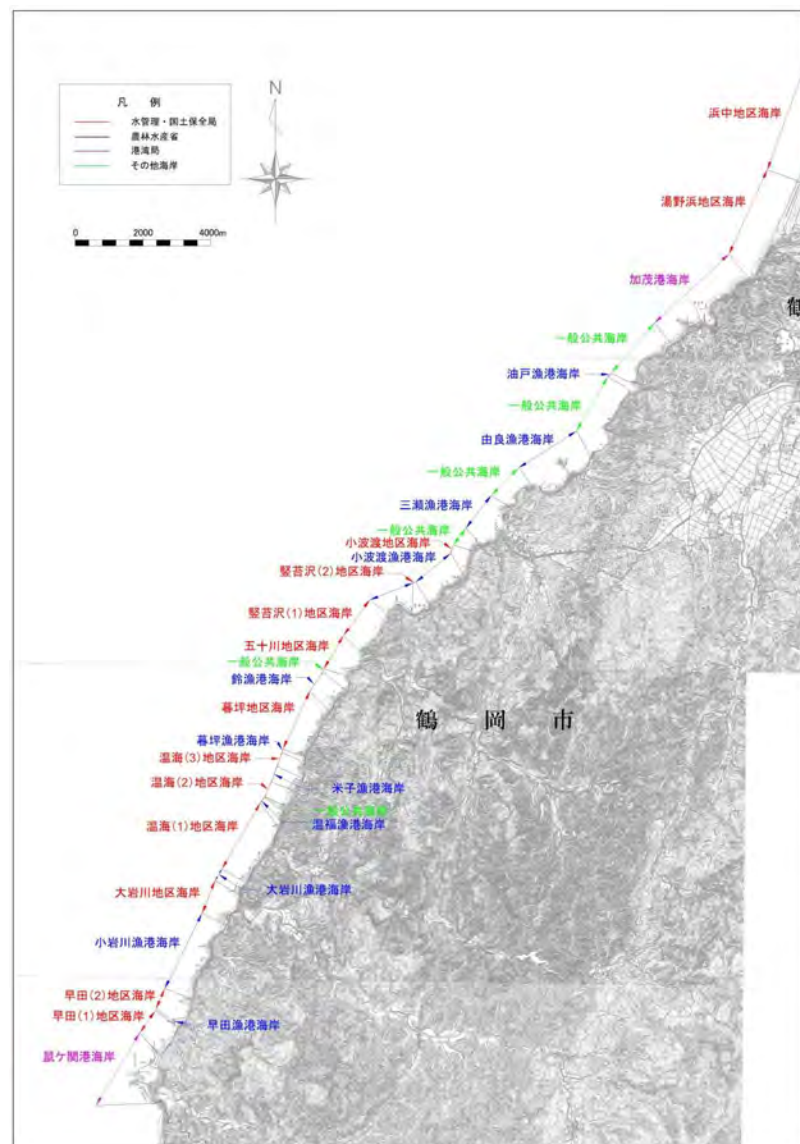 凡 例
水管理・国土保全局
農林水産省
港湾局
その他海岸
N
0 2000 4000m
浜中地区海岸
湯野浜地区海岸
加茂港海岸
鶴
一般公共海岸
油戸漁港海岸
一般公共海岸
由良漁港海岸
一般公共海岸
三瀬漁港海岸
一般公共海岸
小波渡地区海岸
小波渡漁港海岸
堅苔沢(2)地区海岸
堅苔沢(1)地区海岸
五十川地区海岸
一般公共海岸
鈴漁港海岸
暮坪地区海岸
鶴岡市
暮坪漁港海岸
温海(3)地区海岸
温海(2)地区海岸
米子漁港海岸
一般公共海岸
温海(1)地区海岸
温福漁港海岸
大岩川地区海岸
大岩川漁港海岸
小岩川漁港海岸
早田(2)地区海岸
早田(1)地区海岸
早田漁港海岸
鼠ケ関港海岸